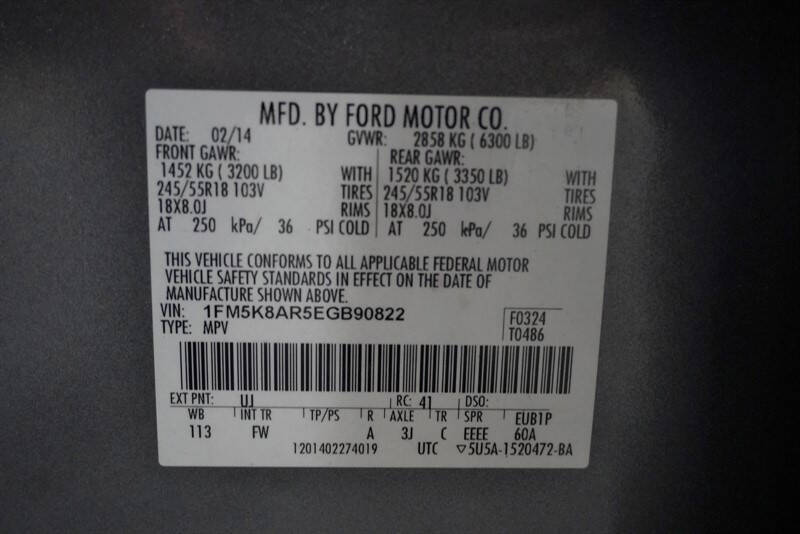 MFD. BY FORD MOTOR CO.
DATE: 02/14 GVWR: 2858 KG ( 6300 LB)
FRONT GAWR: REAR GAWR:
1452 KG ( 3200 LB) WITH 1520 KG ( 3350 LB) WITH
245/55R18 103V TIRES 245/55R18 103V TIRES
18X8.0J RIMS 18X8.0J RIMS
AT 250 kPa/ 36 PSI COLD AT 250 kPa/ 36 PSI COLD
THIS VEHICLE CONFORMS TO ALL APPLICABLE FEDERAL MOTOR
VEHICLE SAFETY STANDARDS IN EFFECT ON THE DATE OF
MANUFACTURE SHOWN ABOVE.
VIN: 1FM5K8AR5EGB90822 F0324
TYPE: MPV T0486
EXT PNT: UJ RC: 41 DSO:
WB INT TR TP/PS R AXLE TR SPR EUB1P
113 FW A 3J C EEEE 60A
1201402274019 UTC ▽5U5A-1520472-BA